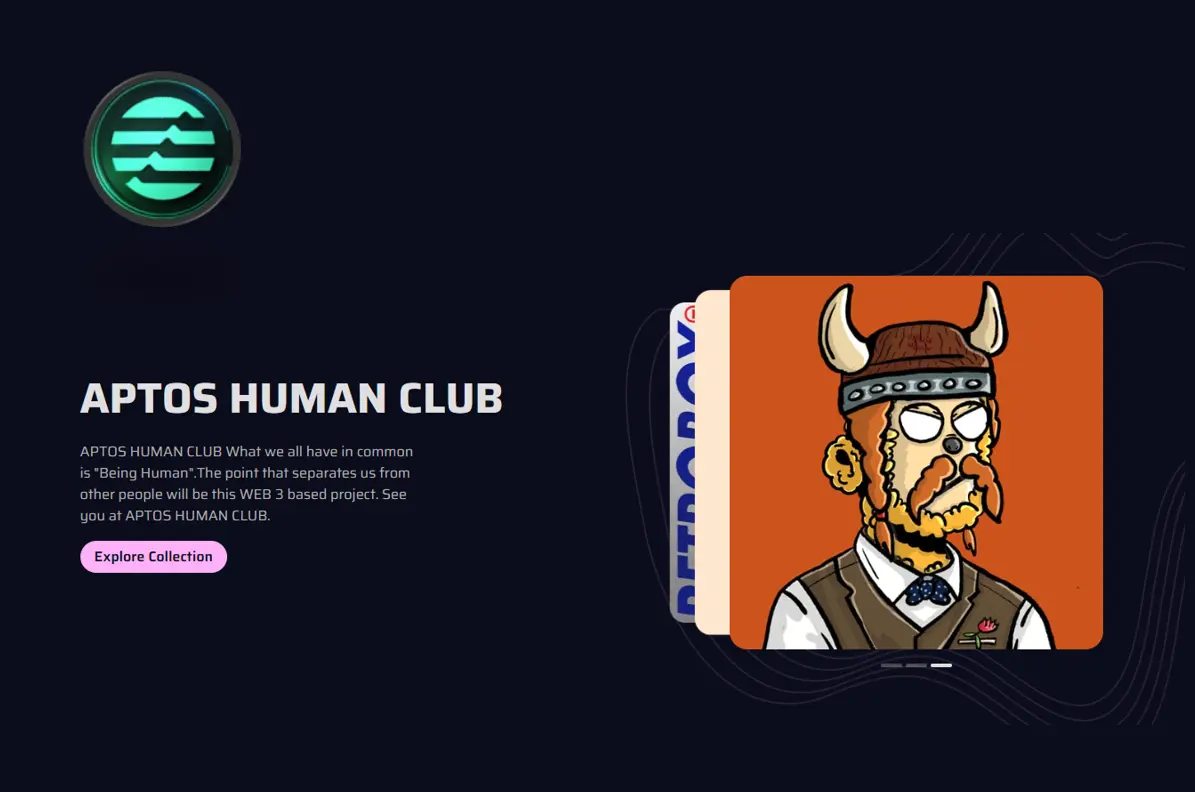 APTOS HUMAN CLUB
APTOS HUMAN CLUB What we all have in common
is "Being Human".The point that separates us from
other people will be this WEB 3 based project. See
you at APTOS HUMAN CLUB.
Explore Collection
RETROBOY®